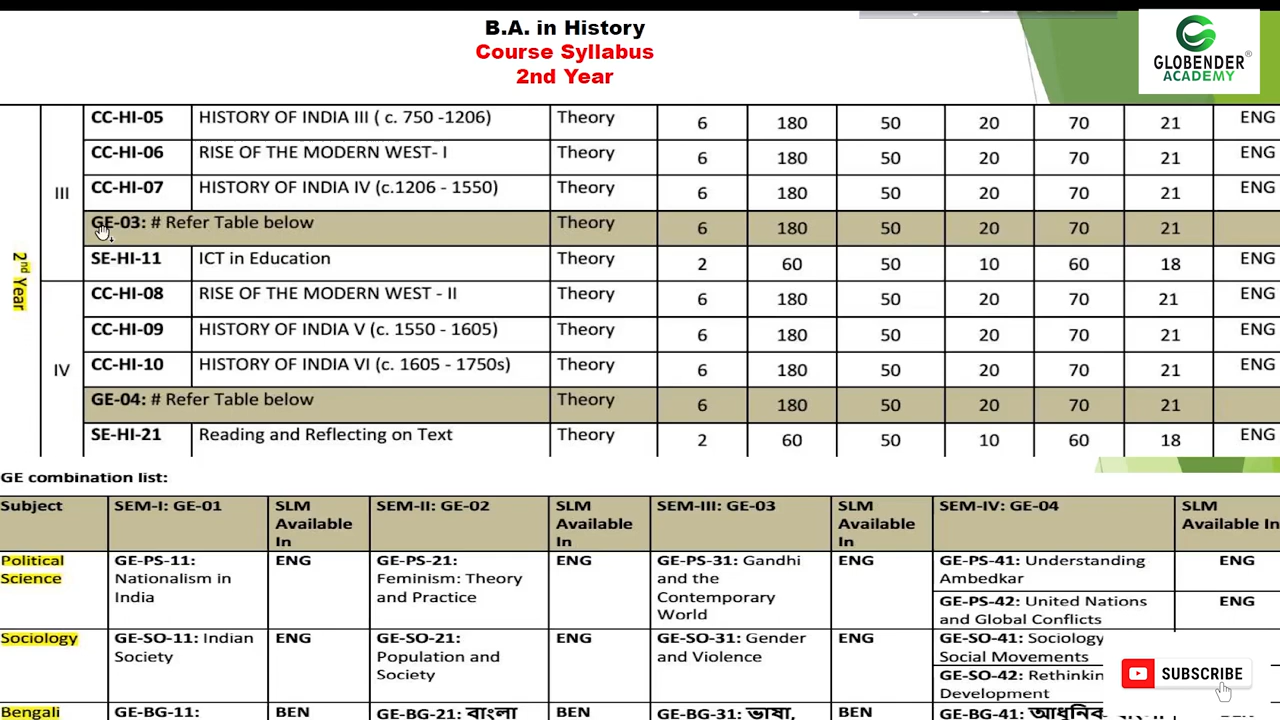 B.A. in History
Course Syllabus
2nd Year
GLOBENDER®
ACADEMY
2nd Year
III
CC-HI-05 HISTORY OF INDIA III ( c. 750 -1206) Theory 6 180 50 20 70 21 ENG
CC-HI-06 RISE OF THE MODERN WEST- I Theory 6 180 50 20 70 21 ENG
CC-HI-07 HISTORY OF INDIA IV (c.1206 - 1550) Theory 6 180 50 20 70 21 ENG
GE-03: # Refer Table below Theory 6 180 50 20 70 21
SE-HI-11 ICT in Education Theory 2 60 50 10 60 18 ENG
IV
CC-HI-08 RISE OF THE MODERN WEST - II Theory 6 180 50 20 70 21 ENG
CC-HI-09 HISTORY OF INDIA V (c. 1550 - 1605) Theory 6 180 50 20 70 21 ENG
CC-HI-10 HISTORY OF INDIA VI (c. 1605 - 1750s) Theory 6 180 50 20 70 21 ENG
GE-04: # Refer Table below Theory 6 180 50 20 70 21
SE-HI-21 Reading and Reflecting on Text Theory 2 60 50 10 60 18 ENG
GE combination list:
Subject SEM-I: GE-01 SLM SEM-II: GE-02 SLM SEM-III: GE-03 SLM SEM-IV: GE-04 SLM
Available Available Available Available In
In In In
Political GE-PS-11: ENG GE-PS-21: ENG GE-PS-31: Gandhi ENG GE-PS-41: Understanding ENG
Science Nationalism in Feminism: Theory and the Ambedkar
India and Practice Contemporary GE-PS-42: United Nations ENG
World and Global Conflicts
Sociology GE-SO-11: Indian ENG GE-SO-21: ENG GE-SO-31: Gender ENG GE-SO-41: Sociology
Society Population and and Violence Social Movements
Society GE-SO-42:
Development
SUBSCRIBE
Bengali GE-BG-11: BEN GE-BG-21: বাংলা BEN GE-BG-31: ভাষা, BEN GE-BG-41: আধুনিক